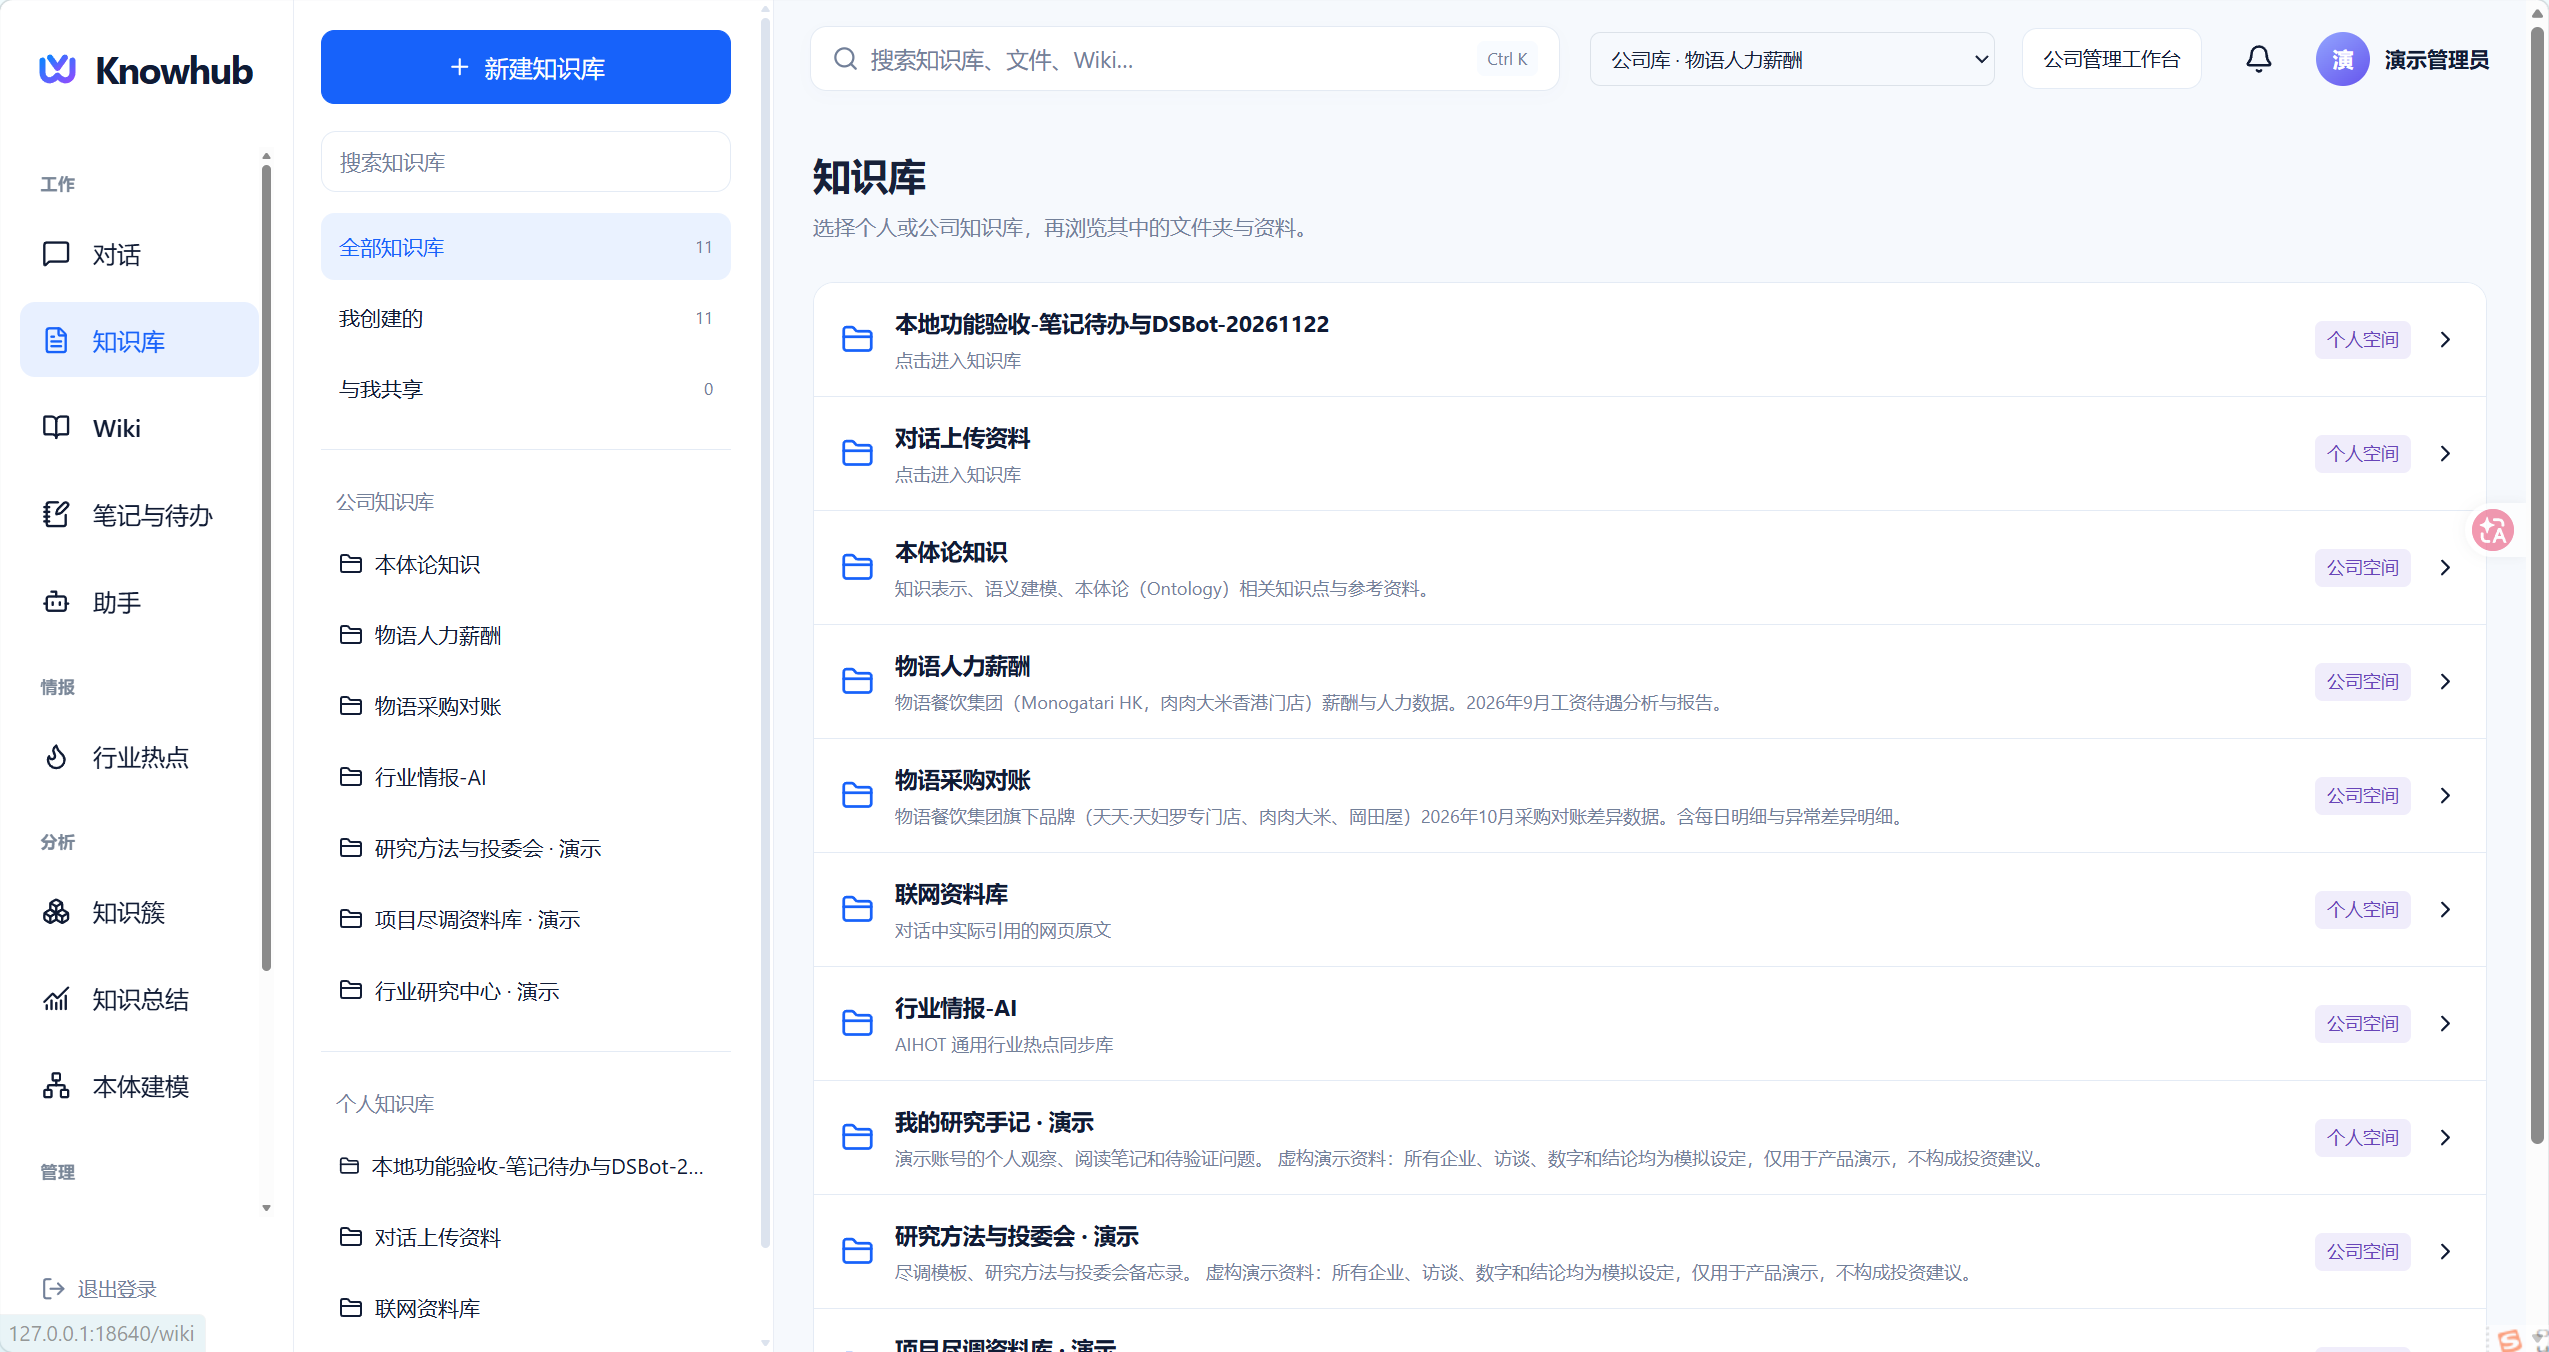 Knowhub
工作
对话
知识库
Wiki
笔记与待办
助手
情报
行业热点
分析
知识簇
知识总结
本体建模
管理
退出登录
127.0.0.1:18640/wiki
+ 新建知识库
搜索知识库
全部知识库 11
我创建的 11
与我共享 0
公司知识库
本体论知识
物语人力薪酬
物语采购对账
行业情报-AI
研究方法与投委会 · 演示
项目尽调资料库 · 演示
行业研究中心 · 演示
个人知识库
本地功能验收-笔记待办与DSBot-2...
对话上传资料
联网资料库
搜索知识库、文件、Wiki... Ctrl K
公司库 · 物语人力薪酬
公司管理工作台
演 演示管理员
知识库
选择个人或公司知识库，再浏览其中的文件夹与资料。
本地功能验收-笔记待办与DSBot-20261122
点击进入知识库
个人空间
对话上传资料
点击进入知识库
个人空间
本体论知识
知识表示、语义建模、本体论（Ontology）相关知识点与参考资料。
公司空间
物语人力薪酬
物语餐饮集团（Monogatari HK，肉肉大米香港门店）薪酬与人力数据。2026年9月工资待遇分析与报告。
公司空间
物语采购对账
物语餐饮集团旗下品牌（天天·天妇罗专门店、肉肉大米、岡田屋）2026年10月采购对账差异数据。含每日明细与异常差异明细。
公司空间
联网资料库
对话中实际引用的网页原文
个人空间
行业情报-AI
AIHOT 通用行业热点同步库
公司空间
我的研究手记 · 演示
演示账号的个人观察、阅读笔记和待验证问题。 虚构演示资料：所有企业、访谈、数字和结论均为模拟设定，仅用于产品演示，不构成投资建议。
个人空间
研究方法与投委会 · 演示
尽调模板、研究方法与投委会备忘录。 虚构演示资料：所有企业、访谈、数字和结论均为模拟设定，仅用于产品演示，不构成投资建议。
公司空间
项目尽调资料库 · 演示